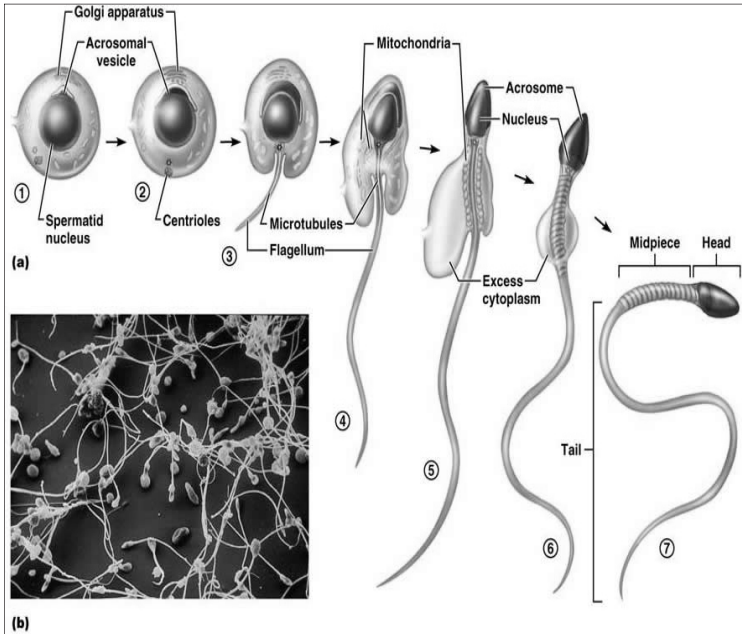 Golgi apparatus
Acrosomal
vesicle
Mitochondria
Acrosome
Nucleus
①
②
Spermatid
nucleus
Centrioles
Microtubules
③
Flagellum
(a)
Excess
cytoplasm
Midpiece
Head
④
⑤
Tail
⑥
⑦
(b)